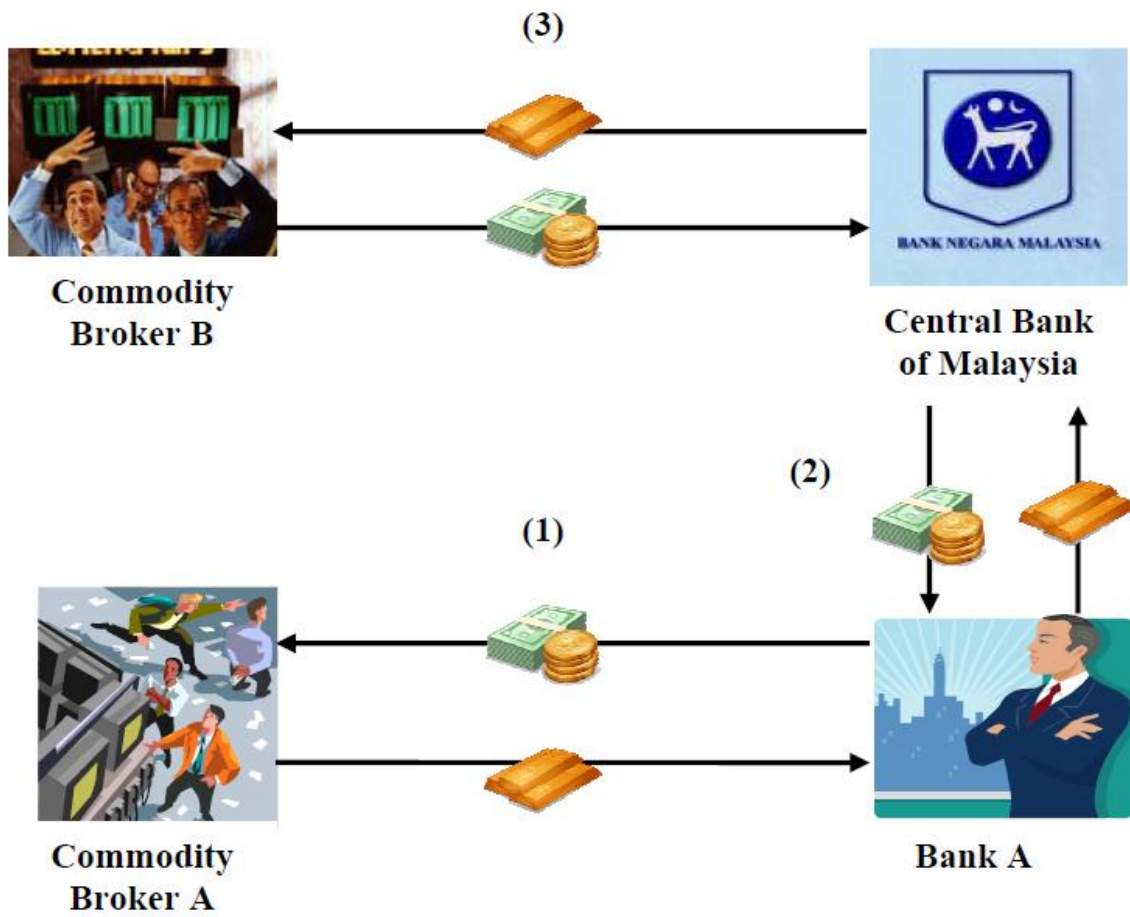 (3)
BANK NEGARA MALAYSIA
Commodity
Broker B
Central Bank
of Malaysia
(2)
(1)
Commodity
Broker A
Bank A